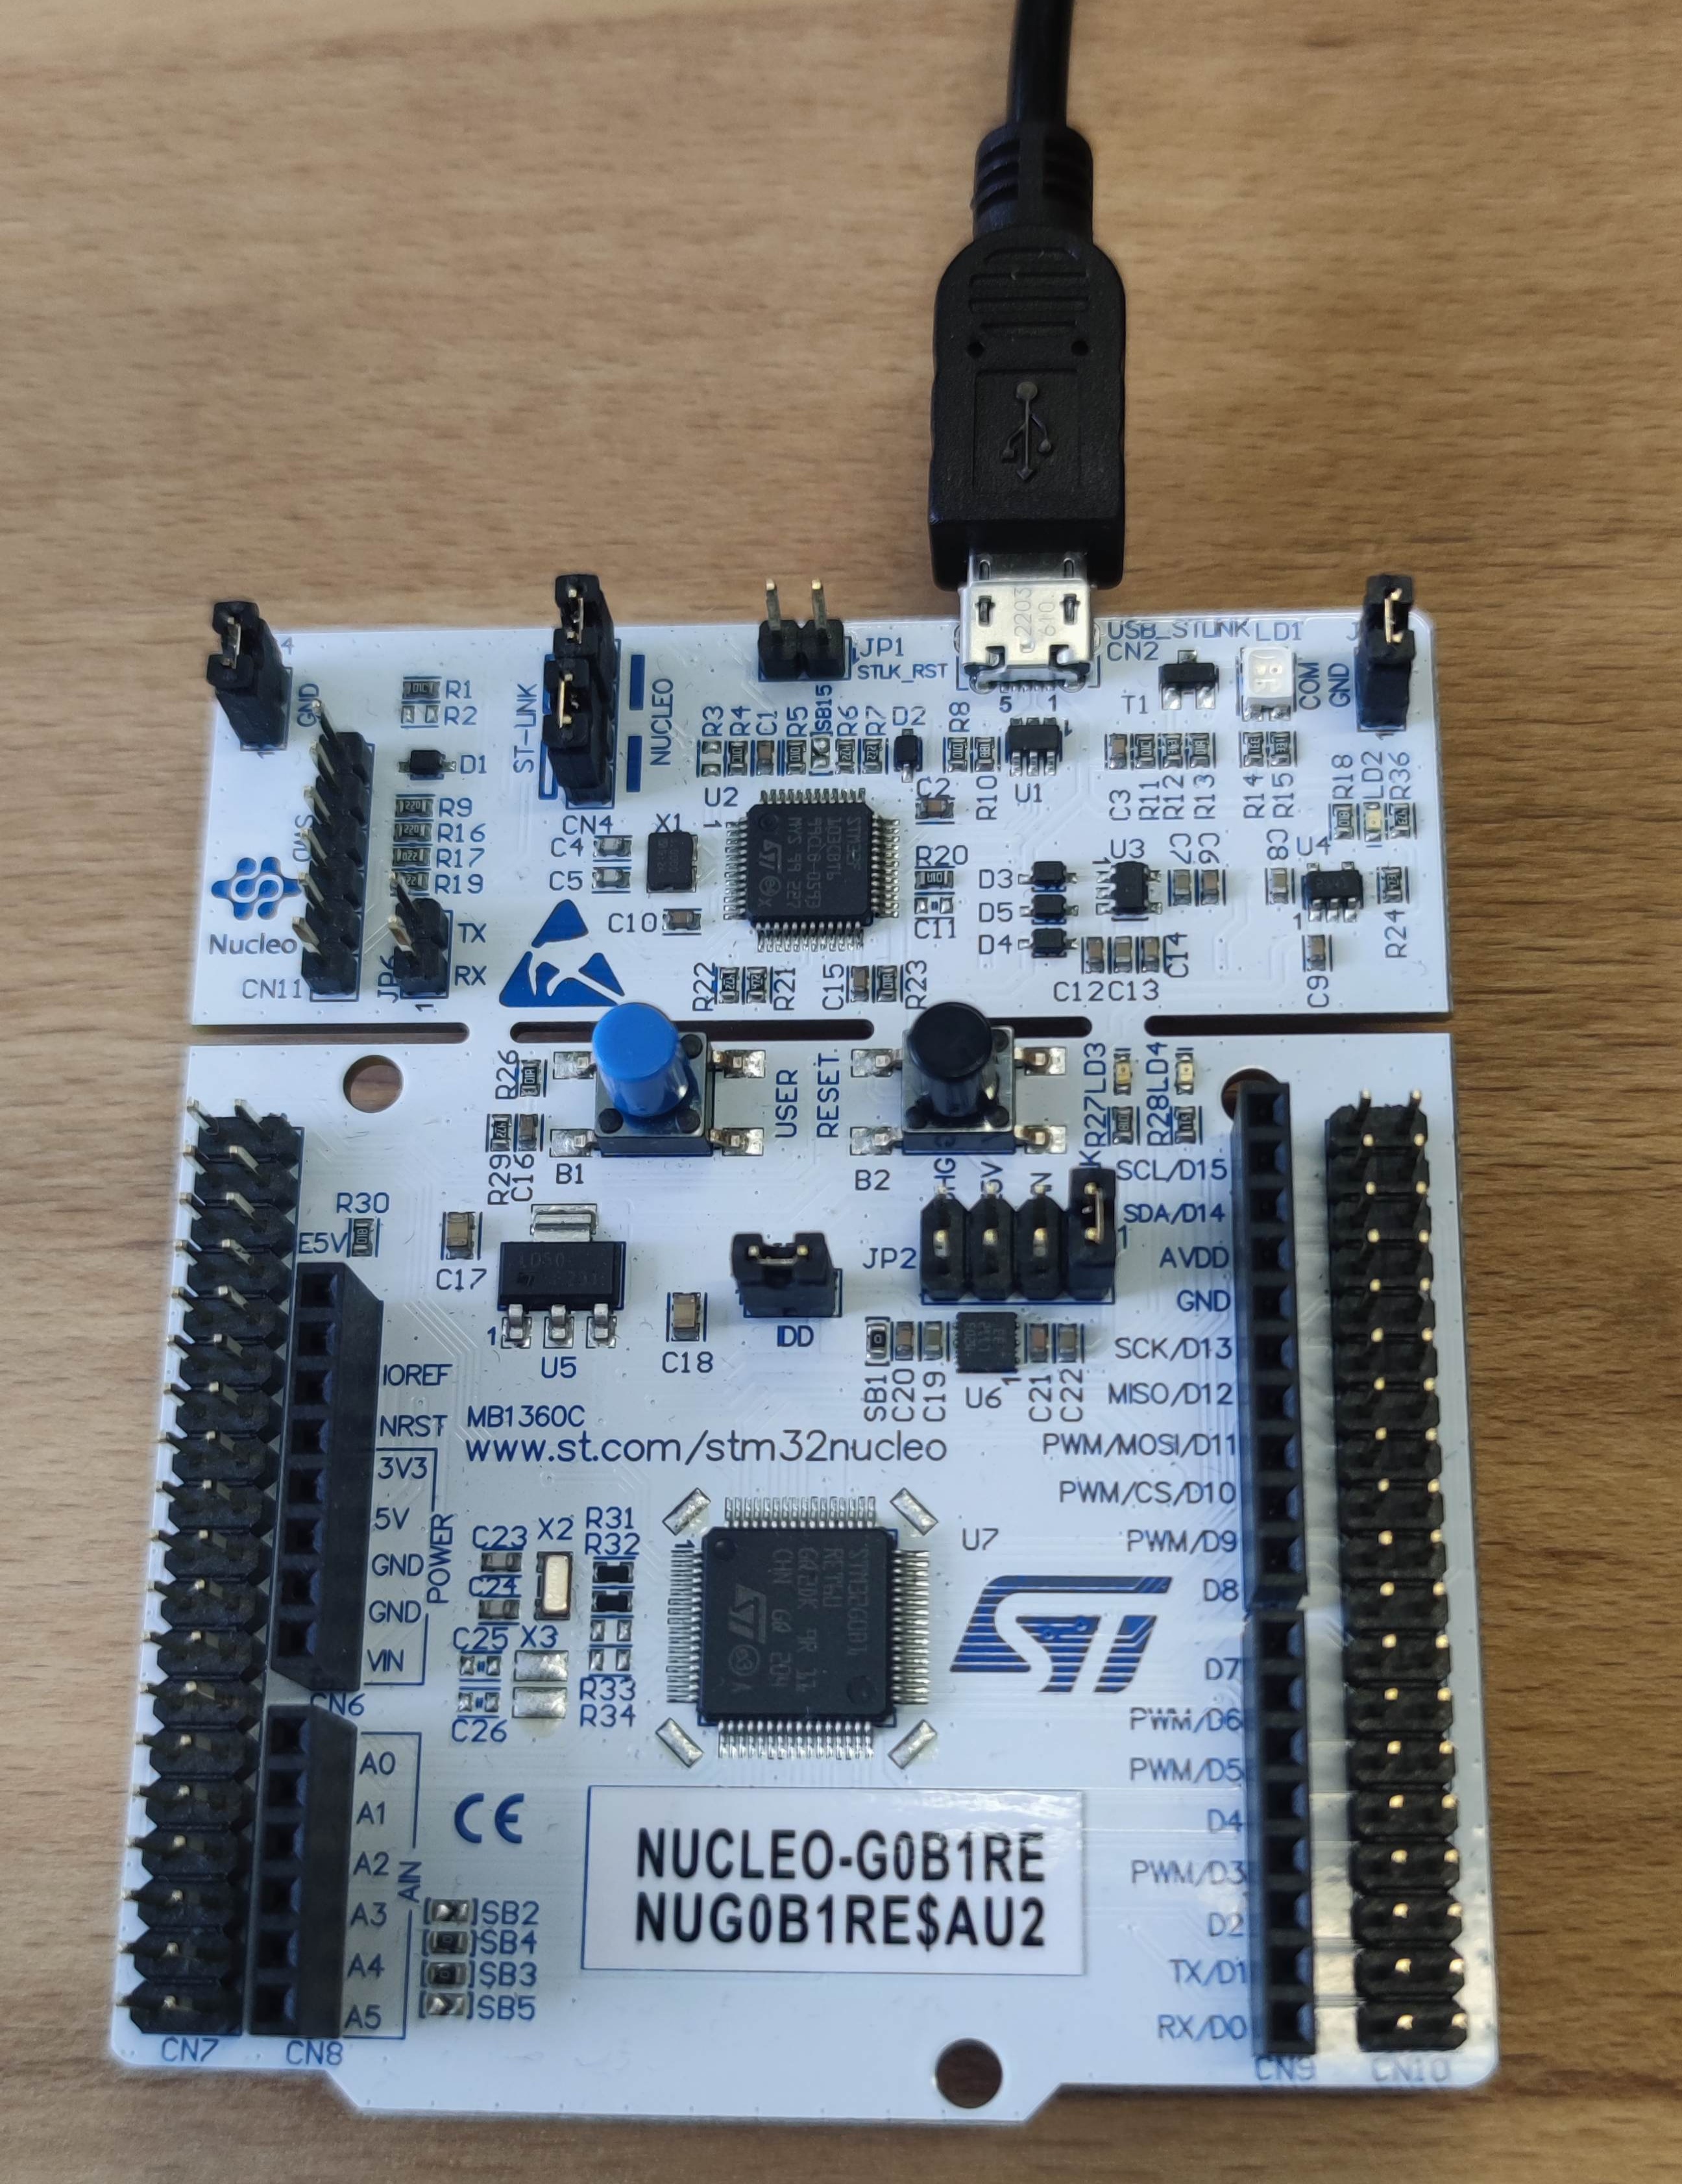 GND
R1
R2
ST-LINK
NUCLEO
JP1
STLK_RST
USB_STLINK
CN2
LD1
COM
GND
5 1
T1
D1
R9
R16
R17
R19
CN4
R3
R4
C1
R5
SB15
R6
R7
D2
R8
R10
U1
C3
R11
R12
R13
R14
R15
R18
LD2
R36
U2
X1
C4
C5
C10
C2
R20
C11
D3
D5
D4
U3
C7
C6
C8
U4
R24
C9
C12
C13
C14
Nucleo
CN11
JP6
TX
RX
R22
R21
C15
R23
R26
R29
C16
B1
USER
RESET
B2
R27
LD3
R28
LD4
R30
E5V
C17
U5
C18
IDD
JP2
SB1
C20
C19
U6
C21
C22
IOREF
NRST
3V3
5V
GND
GND
VIN
POWER
CN6
MB1360C
www.st.com/stm32nucleo
C23
X2
R31
R32
C24
C25
X3
R33
R34
C26
U7
ST
A0
A1
A2
A3
A4
A5
AIN
CE
SB2
SB4
SB3
SB5
NUCLEO-G0B1RE
NUG0B1RE$AU2
SCL/D15
SDA/D14
AVDD
GND
SCK/D13
MISO/D12
PWM/MOSI/D11
PWM/CS/D10
PWM/D9
D8
D7
PWM/D6
PWM/D5
D4
PWM/D3
D2
TX/D1
RX/D0
CN7
CN8
CN9
CN10